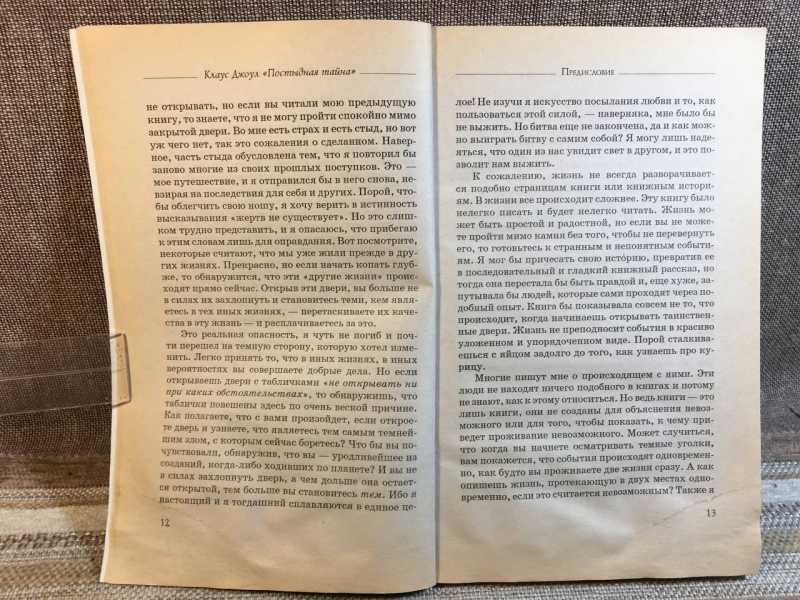 Клаус Джоул «Постыдная тайна»
не открывать, но если вы читали мою предыдущую
книгу, то знаете, что я не могу пройти спокойно мимо
закрытой двери. Во мне есть страх и есть стыд, но вот
уж чего нет, так это сожаления о сделанном. Навер-
ное, часть стыда обусловлена тем, что я повторил бы
заново многие из своих прошлых поступков. Это —
мое путешествие, и я отправился бы в него снова, не-
взирая на последствия для себя и других. Порой, что-
бы облегчить свою ношу, я хочу верить в истинность
высказывания «жертв не существует». Но это слиш-
ком трудно представить, и я опасаюсь, что прибегаю
к этим словам лишь для оправдания. Вот посмотрите,
некоторые считают, что мы уже жили прежде в дру-
гих жизнях. Прекрасно, но если начать копать глуб-
же, то обнаружится, что эти «другие жизни» проис-
ходят прямо сейчас. Открыв эти двери, вы больше не
в силах их захлопнуть и становитесь теми, кем явля-
етесь в тех иных жизнях, — перетаскиваете их каче-
ства в эту жизнь — и расплачиваетесь за это.
Это реальная опасность, я чуть не погиб и поч-
ти перешел на темную сторону, которую хотел изме-
нить. Легко принять то, что в иных жизнях, в иных
вероятностях вы совершаете добрые дела. Но если
открываешь двери с табличками «не открывать ни
при каких обстоятельствах», то обнаружишь, что
таблички повешены здесь по очень веской причине.
Как полагаете, что с вами произойдет, если открое-
те дверь и узнаете, что являетесь тем самым темней-
шим злом, с которым сейчас боретесь? Что бы вы по-
чувствовали, обнаружив, что вы — уродливейшее из
созданий, когда-либо ходивших по планете? И вы не
в силах захлопнуть дверь, а чем дольше она остает-
ся открытой, тем больше вы становитесь тем. Ибо я
настоящий и я тогдашний сплавляются в единое це-
12
Предисловие
лое! Не изучи я искусство посылания любви и то, как
пользоваться этой силой, — наверняка, мне было бы
не выжить. Но битва еще не закончена, да и как мож-
но выиграть битву с самим собой? Я могу лишь наде-
яться, что один из нас увидит свет в другом, и это по-
зволит нам выжить.
К сожалению, жизнь не всегда разворачивает-
ся подобно страницам книги или книжным истори-
ям. В жизни все происходит сложнее. Эту книгу было
нелегко писать и будет нелегко читать. Жизнь мо-
жет быть простой и радостной, но если вы не може-
те пройти мимо камня без того, чтобы не перевернуть
его, то готовьтесь к странным и непонятным событи-
ям. Я мог бы причесать свою исто́рию, превратив ее
в последовательный и гладкий книжный рассказ, но
тогда она перестала бы быть правдой и, еще хуже, за-
путывала бы людей, которые сами проходят через по-
добный опыт. Книга бы показывала совсем не то, что
происходит, когда начинаешь открывать таинствен-
ные двери. Жизнь не преподносит события в красиво
уложенном и упорядоченном виде. Порой сталкива-
ешься с яйцом задолго до того, как узнаешь про ку-
рицу.
Многие пишут мне о происходящем с ними. Эти
люди не находят ничего подобного в книгах и потому
не знают, как к этому относиться. Но ведь книги — это
лишь книги, они не созданы для объяснения невоз-
можного или для того, чтобы показать, к чему при-
ведет проживание невозможного. Может случиться,
что когда вы начнете осматривать темные уголки,
вам покажется, что события происходят одновремен-
но, как будто вы проживаете две жизни сразу. А как
опишешь жизнь, протекающую в двух местах одно-
временно, если это считается невозможным? Также я
13